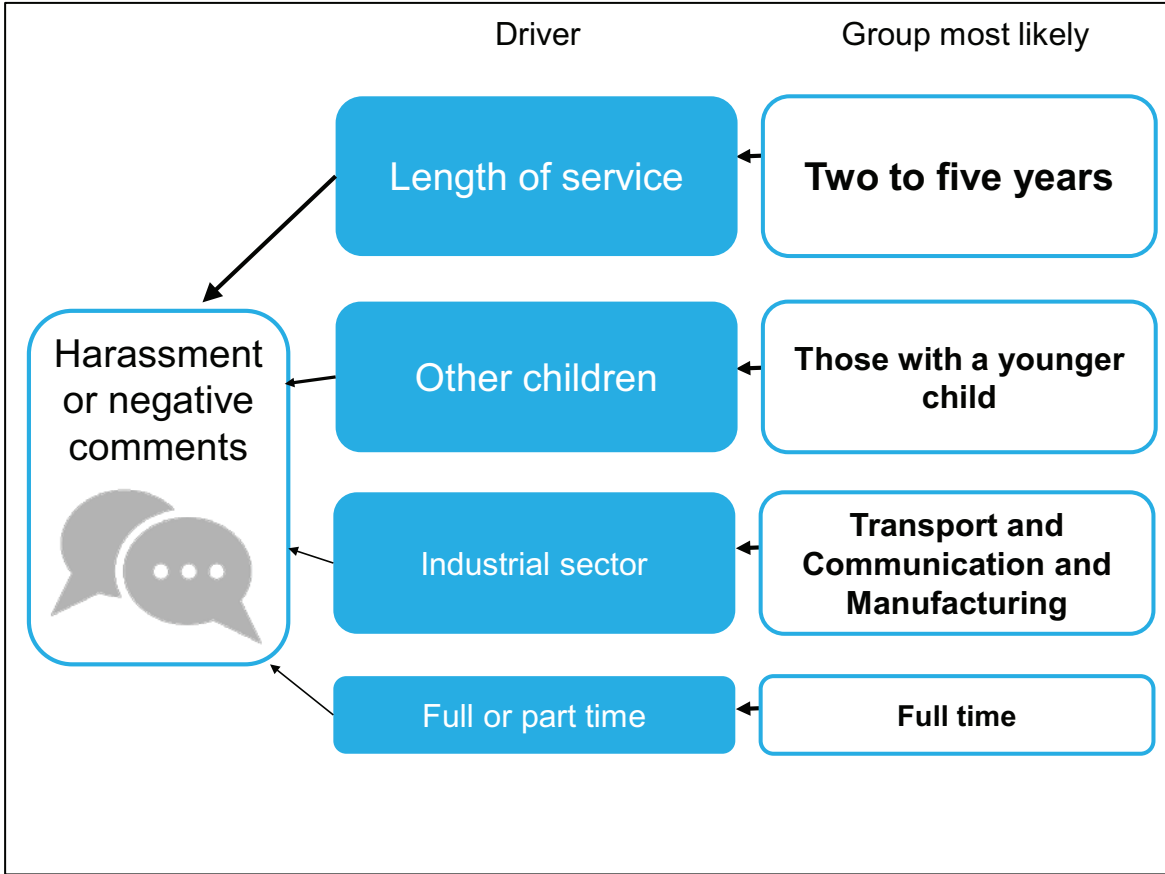 Driver
Group most likely
Length of service
Two to five years
Harassment
or negative
comments
Other children
Those with a younger
child
Industrial sector
Transport and
Communication and
Manufacturing
Full or part time
Full time